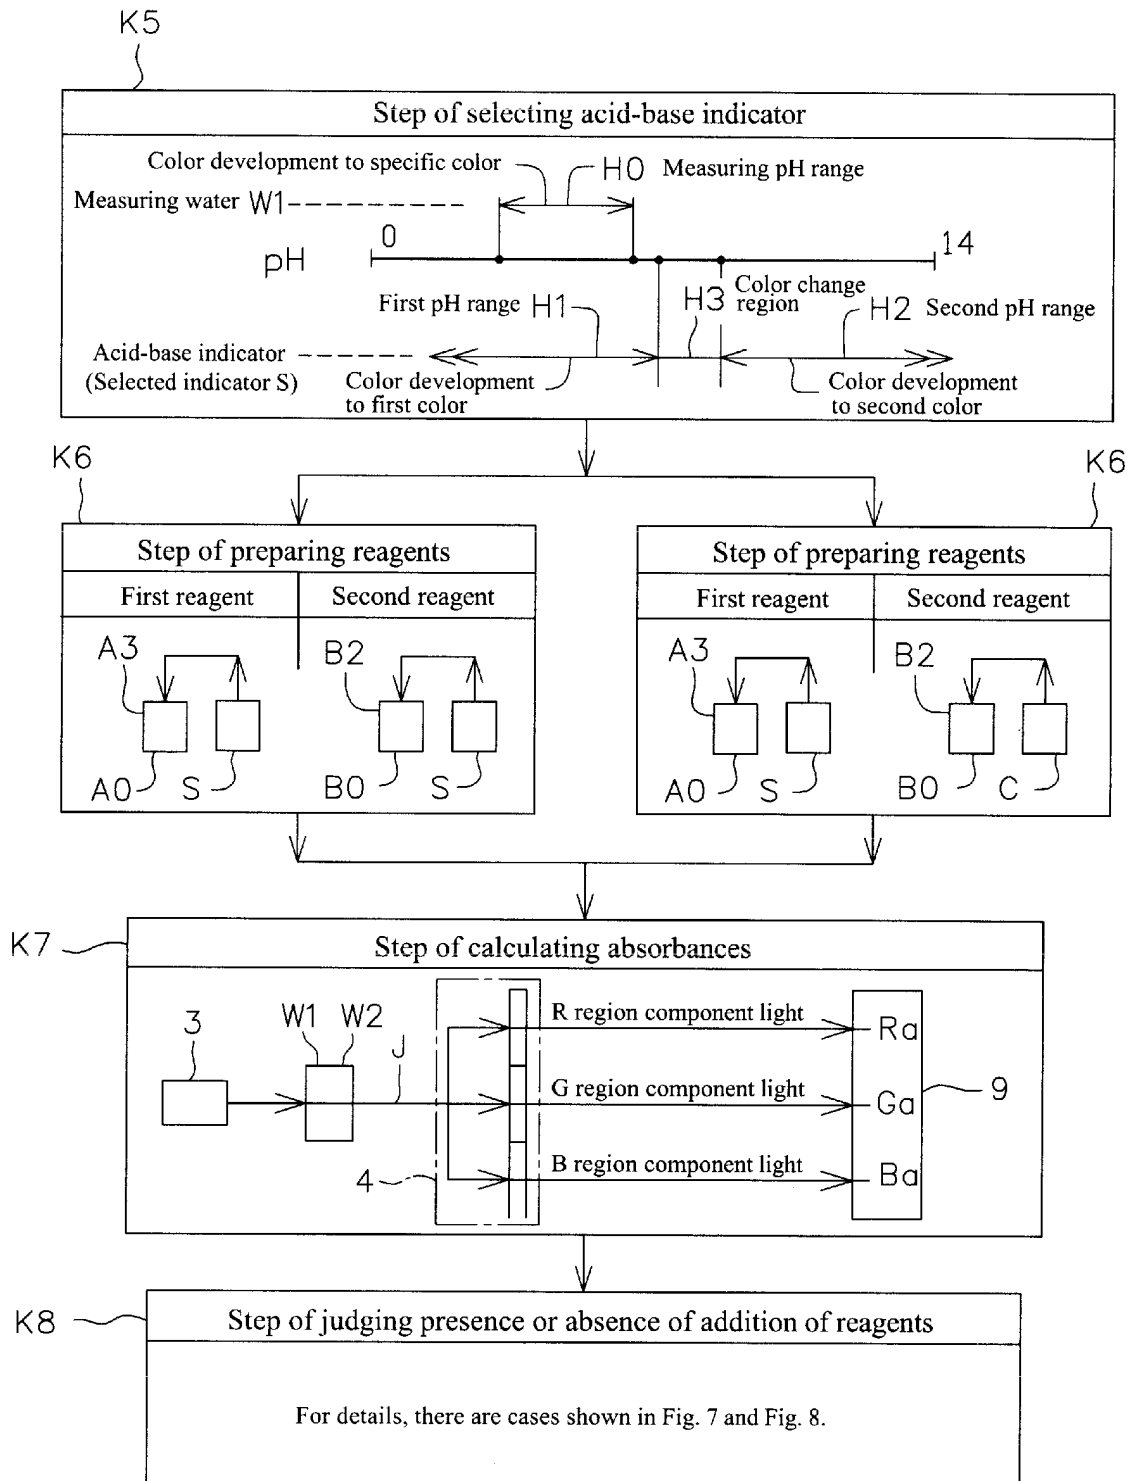 K5
Step of selecting acid-base indicator
Color development to specific color
H0 Measuring pH range
Measuring water W1
0
14
pH
First pH range H1
H3 Color change
region
H2 Second pH range
Acid-base indicator
(Selected indicator S)
Color development
to first color
Color development
to second color
K6
K6
Step of preparing reagents
First reagent
Second reagent
A3
B2
A0
S
B0
S
Step of preparing reagents
First reagent
Second reagent
A3
B2
A0
S
B0
C
K7
Step of calculating absorbances
3
W1
W2
J
4
R region component light
Ra
G region component light
Ga
9
B region component light
Ba
K8
Step of judging presence or absence of addition of reagents
For details, there are cases shown in Fig. 7 and Fig. 8.